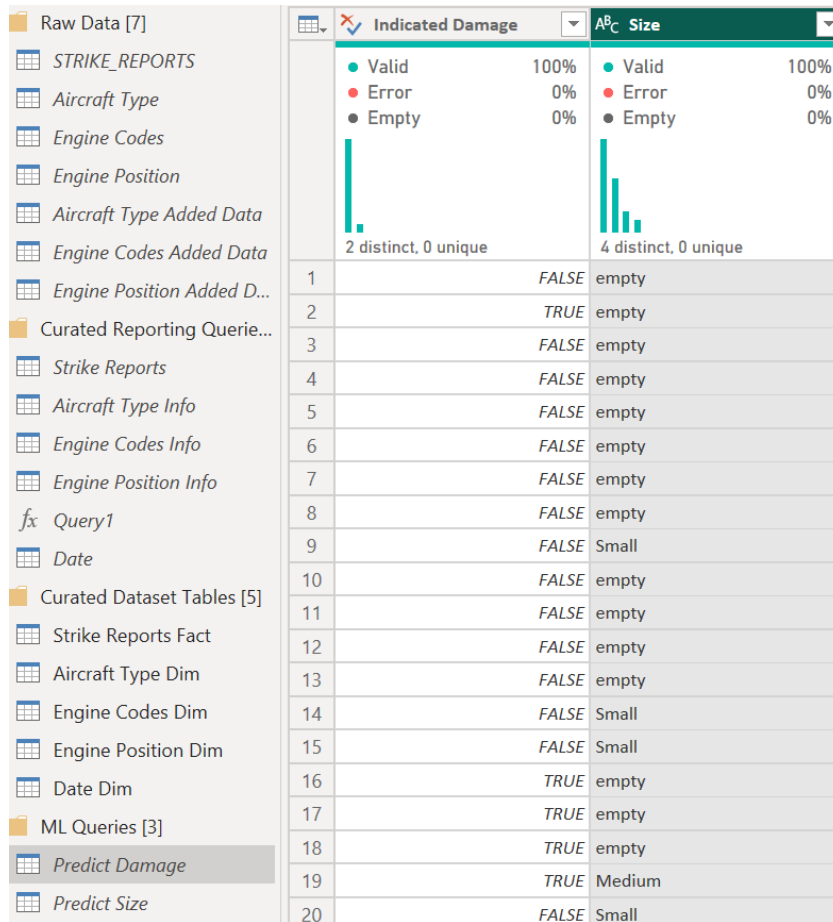 Raw Data [7]
STRIKE_REPORTS
Aircraft Type
Engine Codes
Engine Position
Aircraft Type Added Data
Engine Codes Added Data
Engine Position Added D...
Curated Reporting Querie...
Strike Reports
Aircraft Type Info
Engine Codes Info
Engine Position Info
fx Query1
Date
Curated Dataset Tables [5]
Strike Reports Fact
Aircraft Type Dim
Engine Codes Dim
Engine Position Dim
Date Dim
ML Queries [3]
Predict Damage
Predict Size
Indicated Damage ABC Size
Valid 100% Valid 100%
Error 0% Error 0%
Empty 0% Empty 0%
2 distinct, 0 unique 4 distinct, 0 unique
1 FALSE empty
2 TRUE empty
3 FALSE empty
4 FALSE empty
5 FALSE empty
6 FALSE empty
7 FALSE empty
8 FALSE empty
9 FALSE Small
10 FALSE empty
11 FALSE empty
12 FALSE empty
13 FALSE empty
14 FALSE Small
15 FALSE Small
16 TRUE empty
17 TRUE empty
18 TRUE empty
19 TRUE Medium
20 FALSE Small